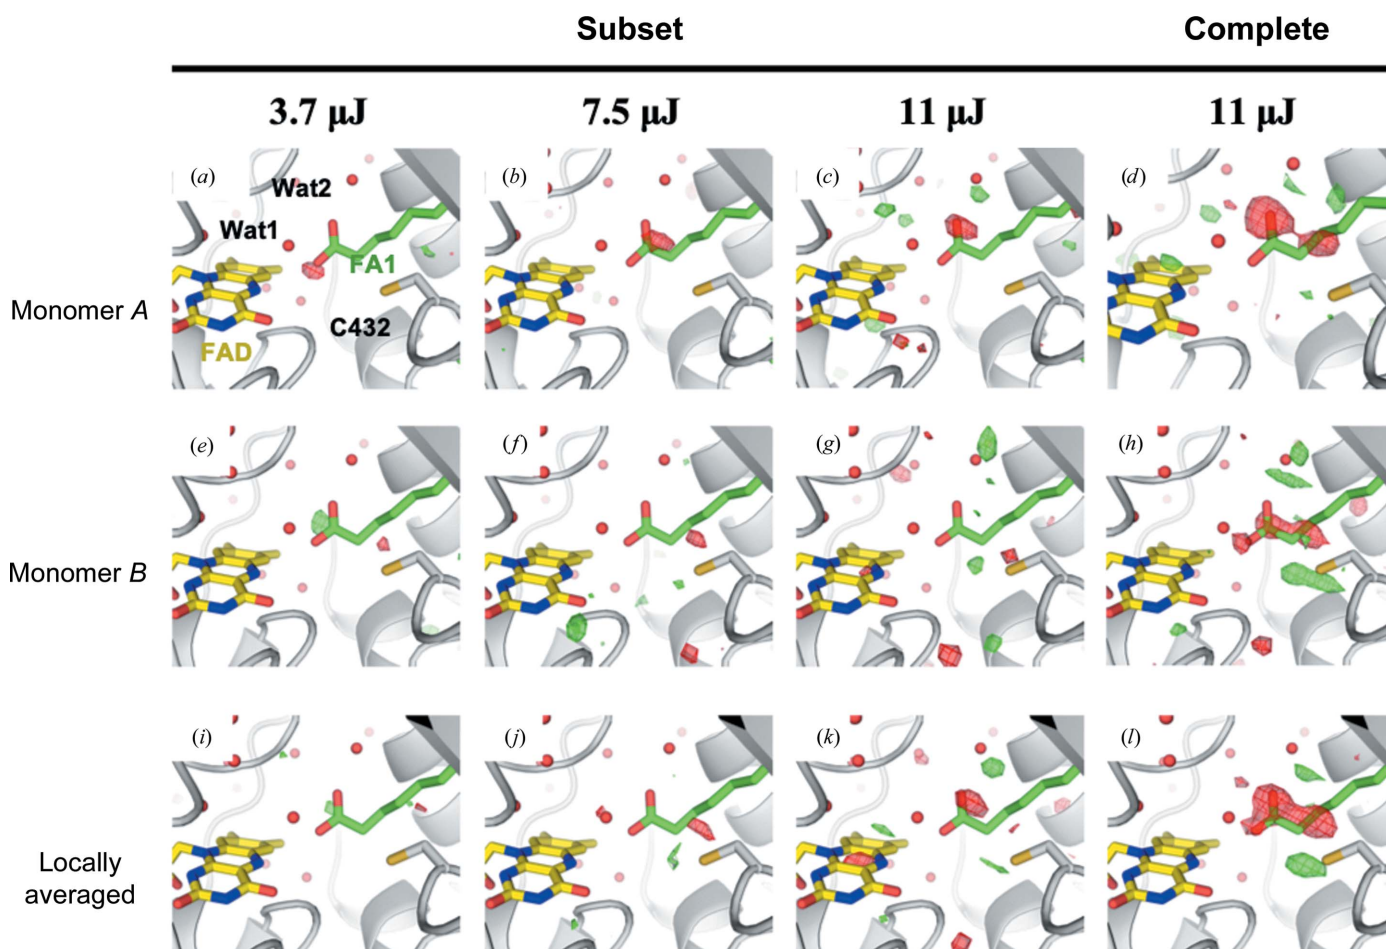 Subset Complete
3.7 µJ 7.5 µJ 11 µJ 11 µJ
(a) (b) (c) (d)
Wat2
Wat1
FA1
Monomer A
C432
FAD
(e) (f) (g) (h)
Monomer B
(i) (j) (k) (l)
Locally
averaged